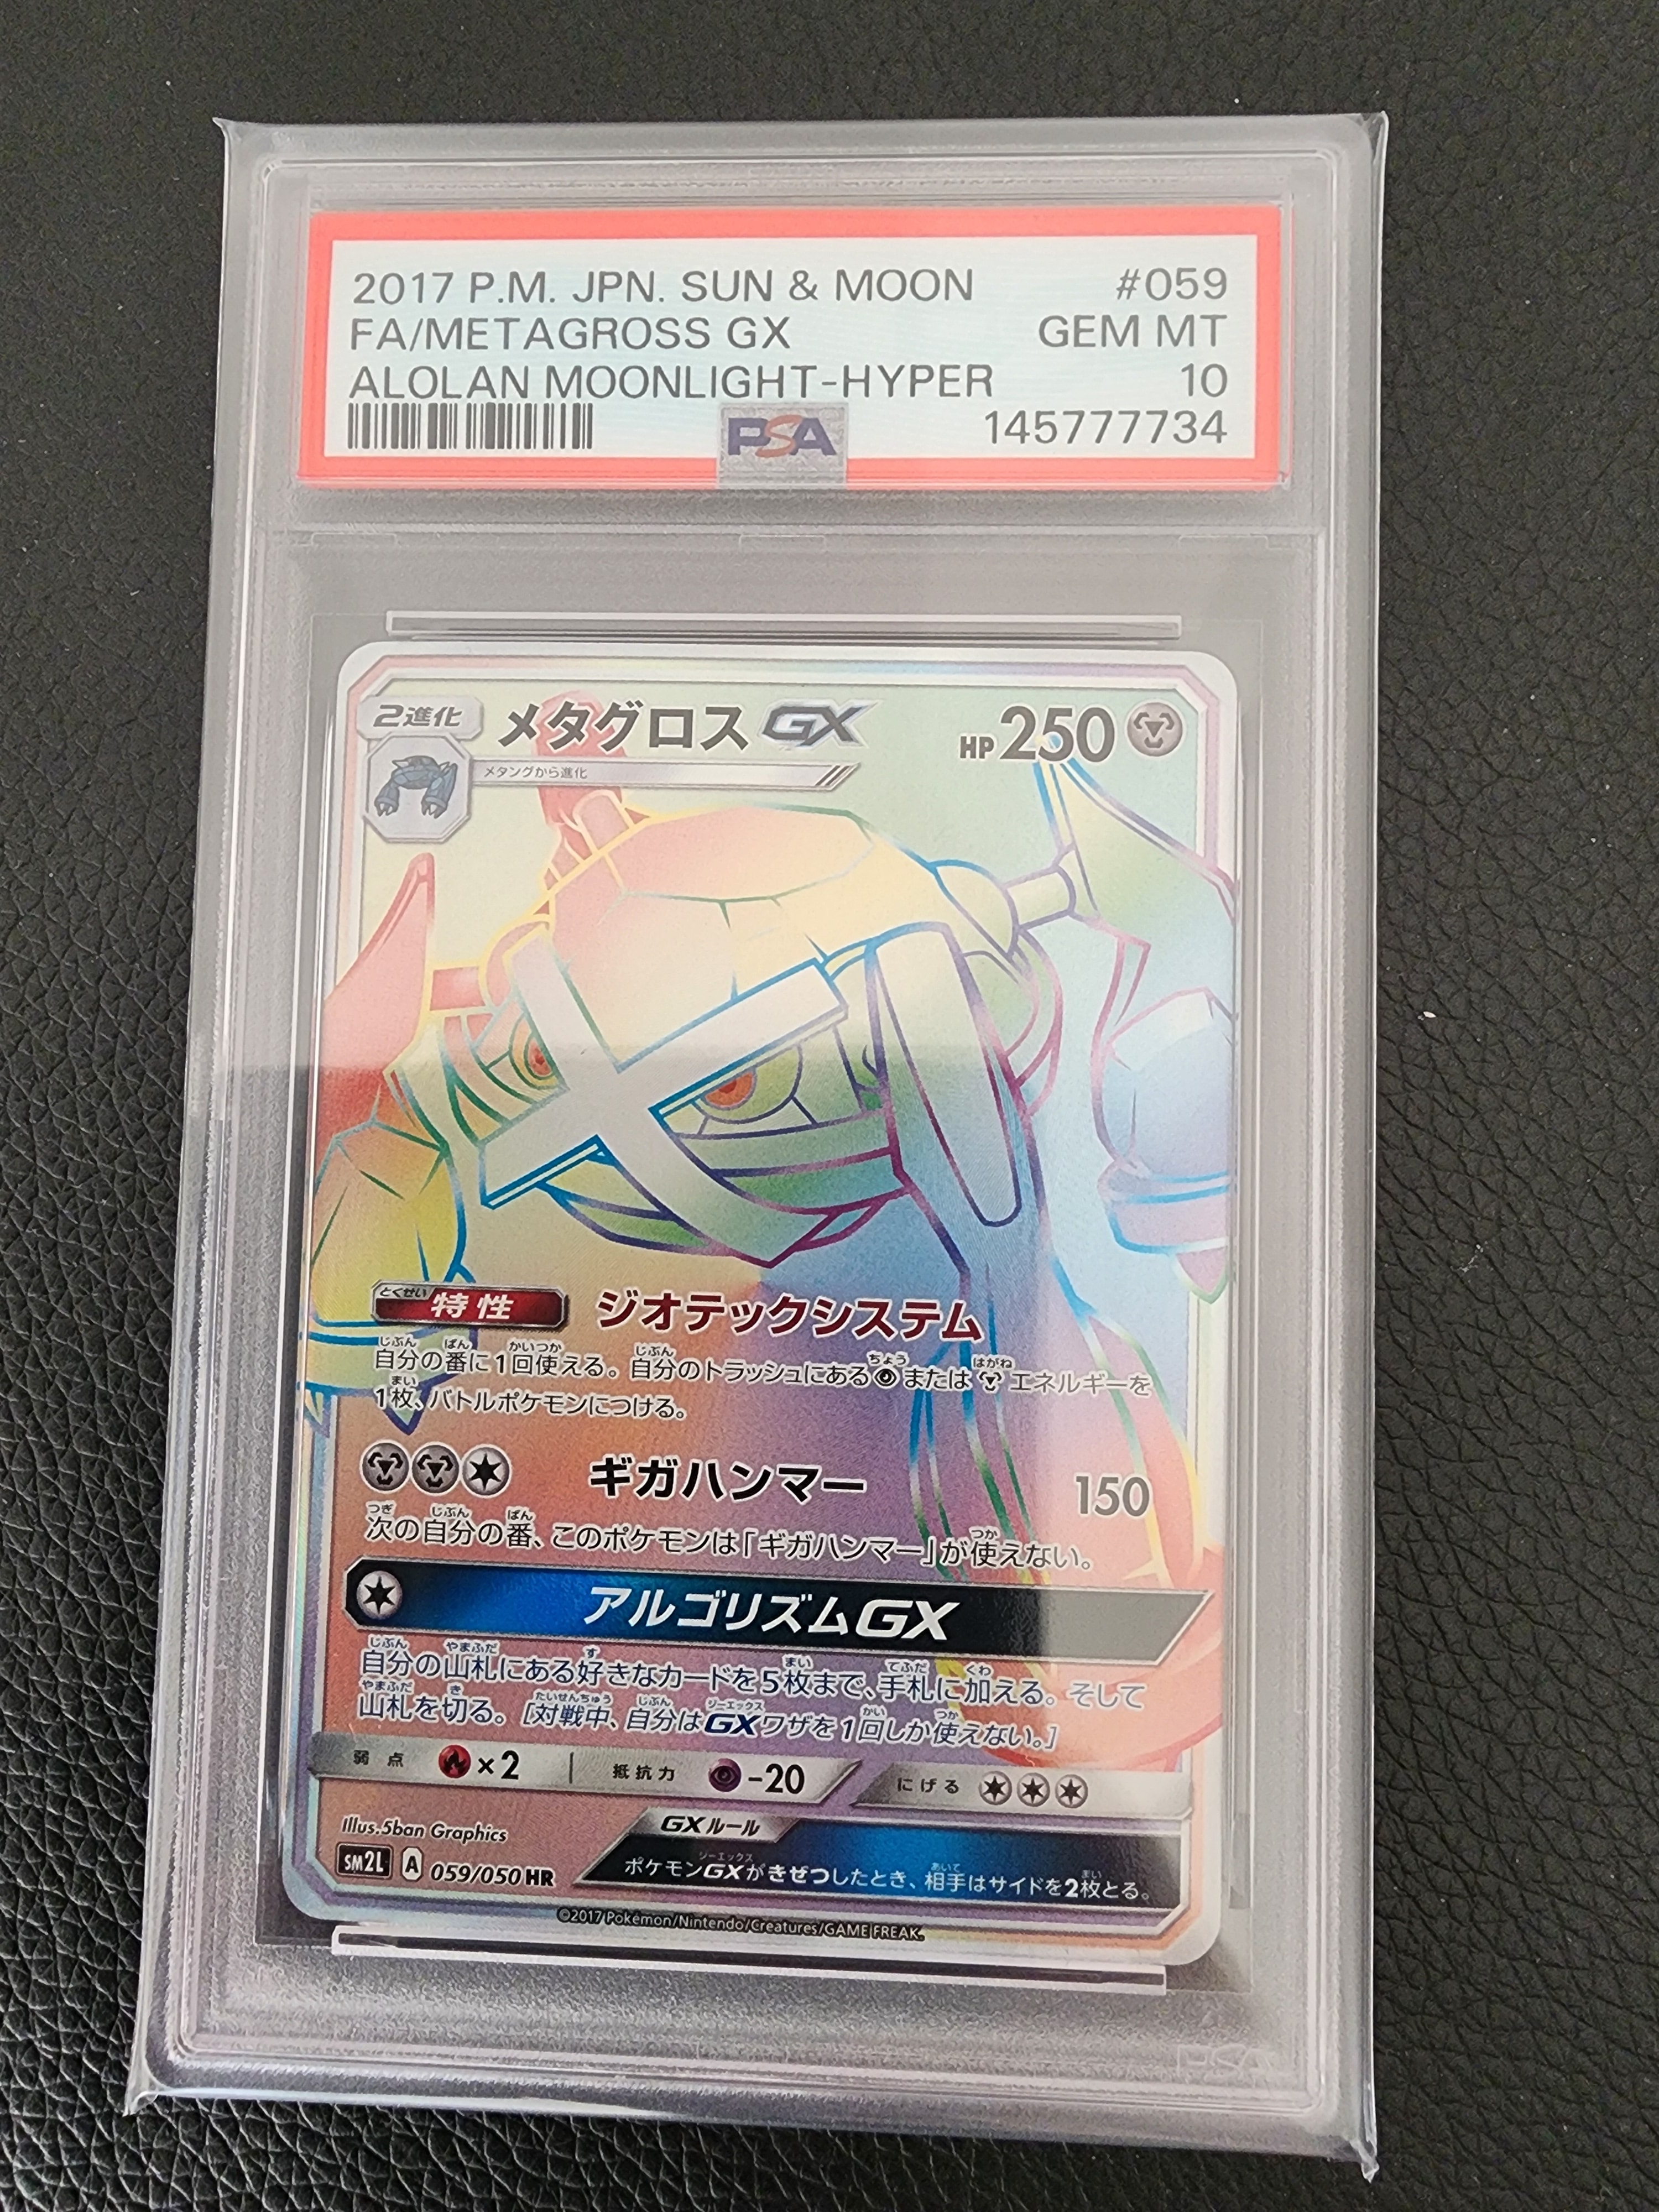 2017 P.M. JPN. SUN & MOON #059
FA/METAGROSS GX GEM MT
ALOLAN MOONLIGHT-HYPER 10
PSA 145777734
2進化 メタグロスGX HP250
メタングから進化
とくせい
特性 ジオテックシステム
じぶん ばん かいつか じぶん ちょう はがね
自分の番に1回使える。自分のトラッシュにある または エネルギーを
まい
1枚、バトルポケモンにつける。
ギガハンマー 150
つぎ じぶん ばん つか
次の自分の番、このポケモンは「ギガハンマー」が使えない。
アルゴリズムGX
じぶん やまふだ す まい てふだ くわ
自分の山札にある好きなカードを5枚まで、手札に加える。そして
やまふだ き たいせんちゅう じぶん ジーエックス かい つか
山札を切る。[対戦中、自分はGXワザを1回しか使えない。]
弱点 ×2 抵抗力 -20 にげる
Illus.5ban Graphics GXルール
ジーエックス あいて まい
SM2L A 059/050 HR ポケモンGXがきぜつしたとき、相手はサイドを2枚とる。
©2017 Pokémon/Nintendo/Creatures/GAME FREAK.
PSA